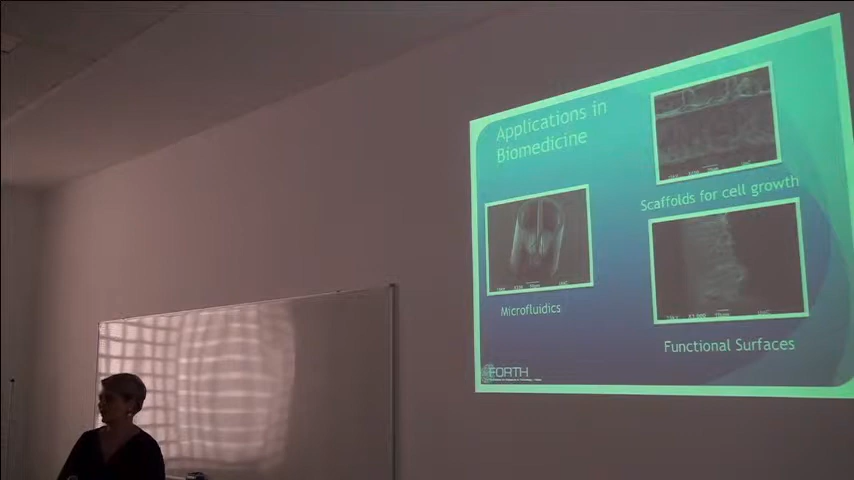 Applications in
Biomedicine
Scaffolds for cell growth
Microfluidics
Functional Surfaces
FORTH